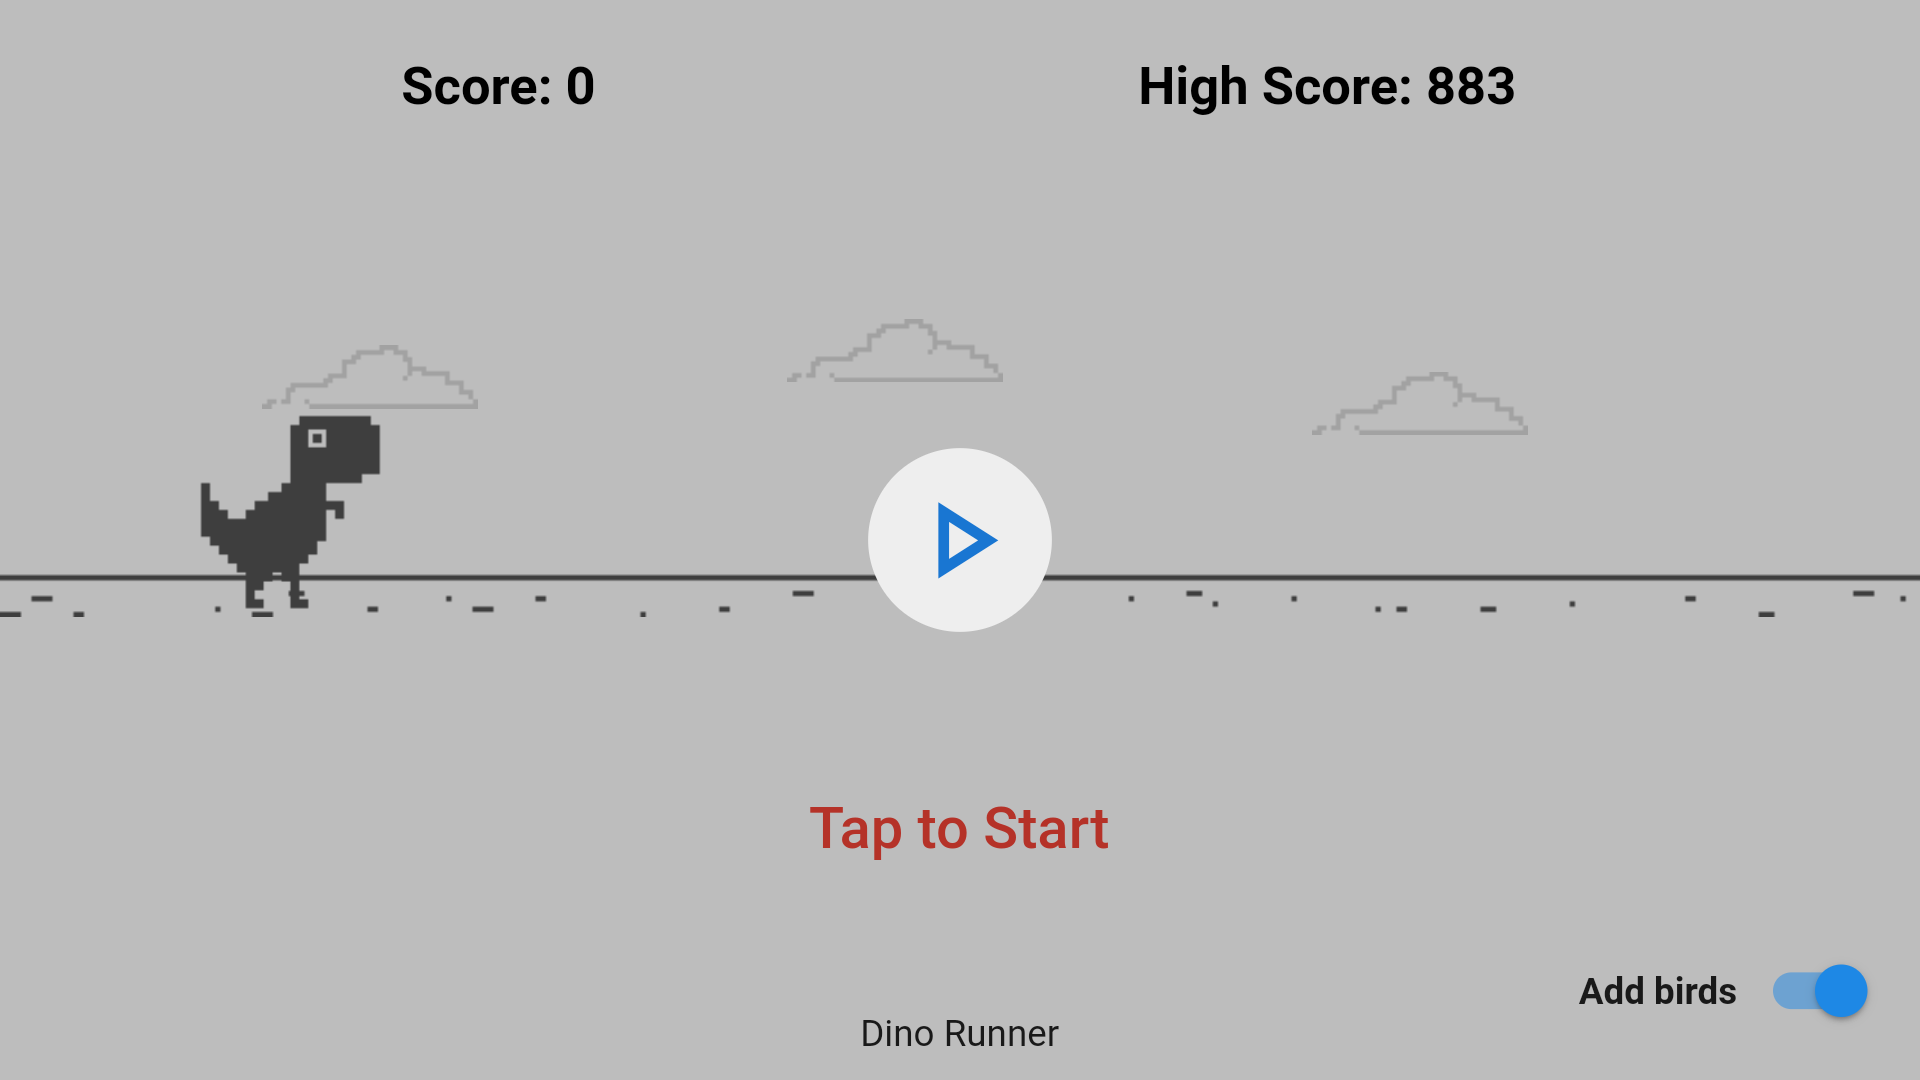 Score: 0
High Score: 883
Tap to Start
Add birds
Dino Runner